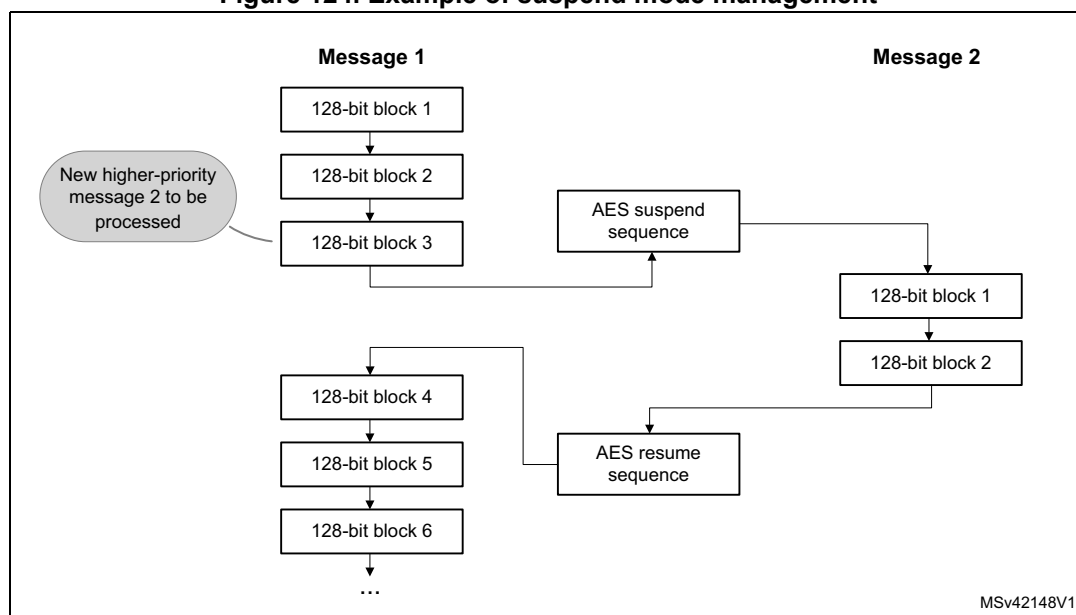 Figure Example of suspend mode management
Message 1
Message 2
128-bit block 1
128-bit block 2
128-bit block 3
New higher-priority
message 2 to be
processed
AES suspend
sequence
128-bit block 1
128-bit block 2
AES resume
sequence
128-bit block 4
128-bit block 5
128-bit block 6
...
MSv42148V1